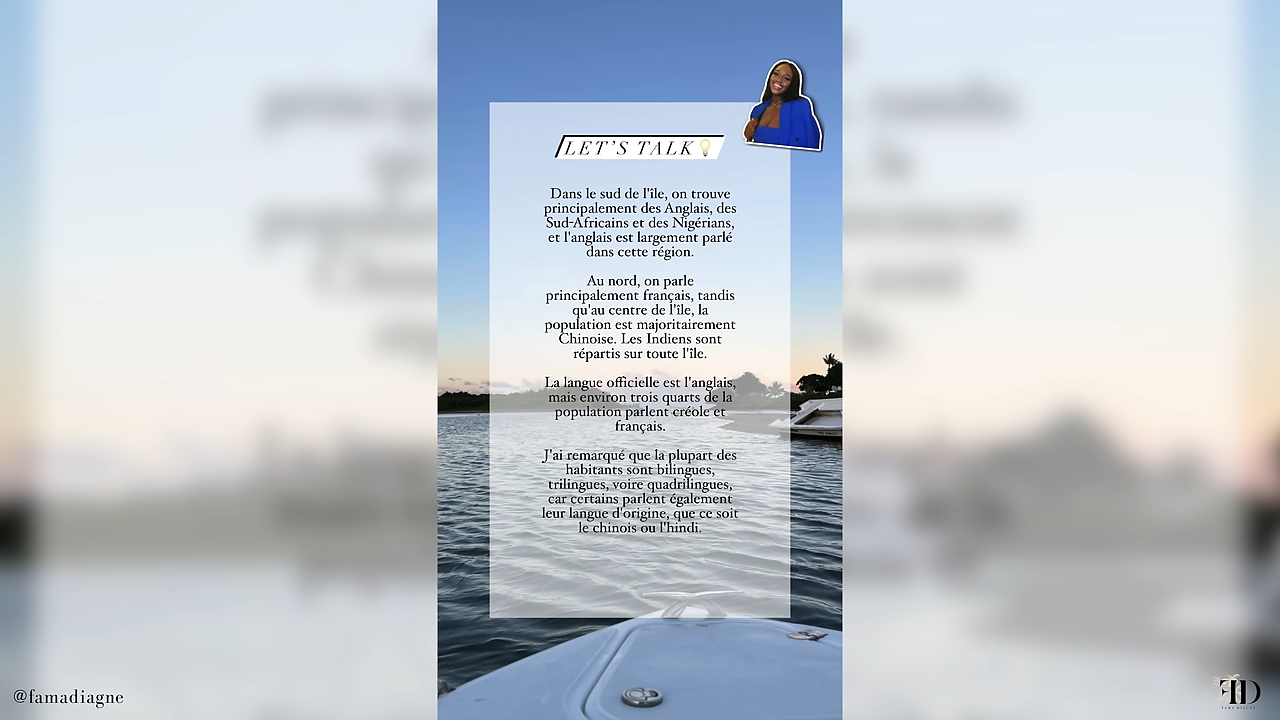 LET'S TALK
Dans le sud de l'île, on trouve
principalement des Anglais, des
Sud-Africains et des Nigérians,
et l'anglais est largement parlé
dans cette région.
Au nord, on parle
principalement français, tandis
qu'au centre de l'île, la
population est majoritairement
Chinoise. Les Indiens sont
répartis sur toute l'île.
La langue officielle est l'anglais,
mais environ trois quarts de la
population parlent créole et
français.
J'ai remarqué que la plupart des
habitants sont bilingues,
trilingues, voire quadrilingues,
car certains parlent également
leur langue d'origine, que ce soit
le chinois ou l'hindi.
@famadiagne
FD